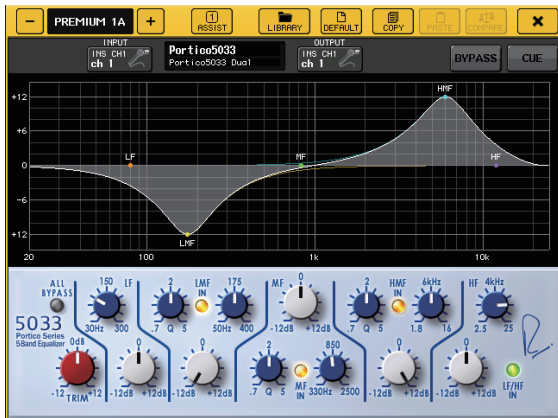 PREMIUM 1A
1
ASSIST
LIBRARY
DEFAULT
COPY
PASTE
COMPARE
INPUT
INS CH1
ch 1
Portico5033
Portico5033 Dual
OUTPUT
INS CH1
ch 1
BYPASS
CUE
+12
+6
0
-6
+12
LF
LMF
MF
HMF
HF
20
100
1k
10k
ALL
BYPASS
150
LF
30Hz
300
2
.7 Q 5
LMF
IN
175
50Hz
400
MF
0
-12dB
+12dB
2
.7 Q 5
HMF
IN
6kHz
1.8
16
HF
4kHz
2.5
25
5033
Portico Series
5Band Equalizer
0dB
-12
+12
TRIM
0
-12dB
+12dB
0
-12dB
+12dB
2
.7 Q 5
MF
IN
850
330Hz
2500
0
-12dB
+12dB
0
-12dB
+12dB
LF/HF
IN